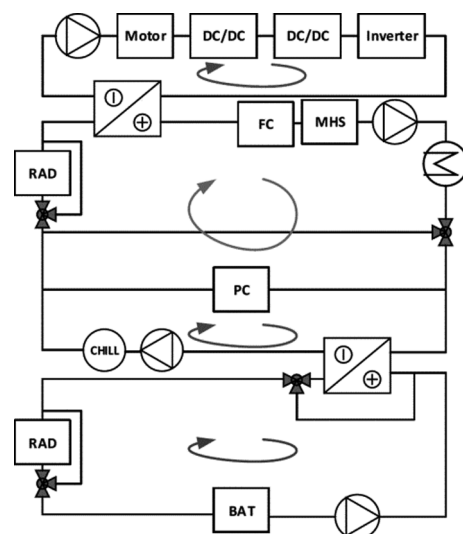 Motor DC/DC DC/DC Inverter
FC MHS
RAD
PC
CHILL
RAD
BAT